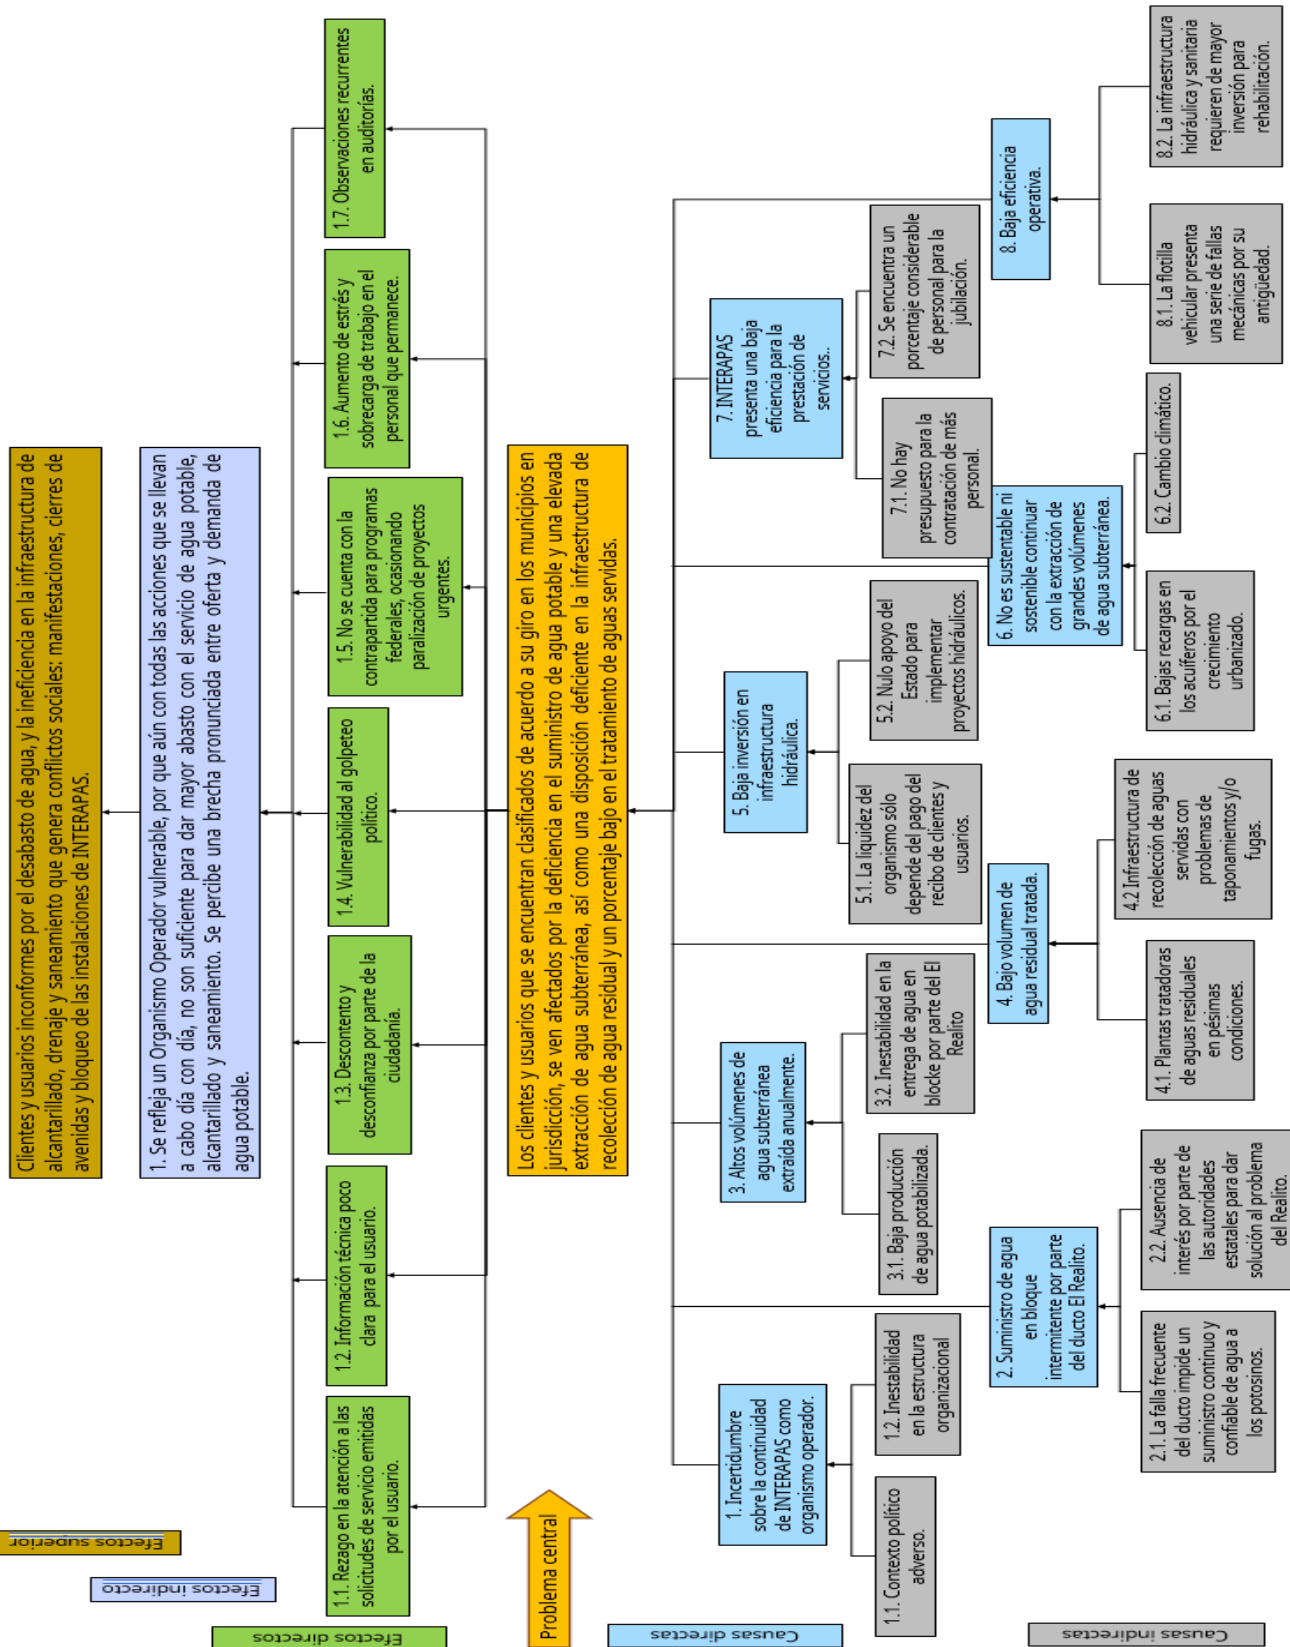 Efectos superior
Clientes y usuarios inconformes por el desabasto de agua, y la ineficiencia en la infraestructura de
alcantarillado, drenaje y saneamiento que genera conflictos sociales: manifestaciones, cierres de
avenidas y bloqueo de las instalaciones de INTERAPAS.
Efectos indirecto
1. Se refleja un Organismo Operador vulnerable, por que aún con todas las acciones que se llevan
a cabo día con día, no son suficiente para dar mayor abasto con el servicio de agua potable,
alcantarillado y saneamiento. Se percibe una brecha pronunciada entre oferta y demanda de
agua potable.
Efectos directos
1.1. Rezago en la atención a las
solicitudes de servicio emitidas
por el usuario.
1.2. Información técnica poco
clara para el usuario.
1.3. Descontento y
desconfianza por parte de la
ciudadanía.
1.4. Vulnerabilidad al golpeteo
político.
1.5. No se cuenta con la
contrapartida para programas
federales, ocasionando
paralización de proyectos
urgentes.
1.6. Aumento de estrés y
sobrecarga de trabajo en el
personal que permanece.
1.7. Observaciones recurrentes
en auditorías.
Problema central
Los clientes y usuarios que se encuentran clasificados de acuerdo a su giro en los municipios en
jurisdicción, se ven afectados por la deficiencia en el suministro de agua potable y una elevada
extracción de agua subterránea, así como una disposición deficiente en la infraestructura de
recolección de agua residual y un porcentaje bajo en el tratamiento de aguas servidas.
Causas directas
1. Incertidumbre
sobre la continuidad
de INTERAPAS como
organismo operador.
3. Altos volúmenes de
agua subterránea
extraída anualmente.
5. Baja inversión en
infraestructura
hidráulica.
7. INTERAPAS
presenta una baja
eficiencia para la
prestación de
servicios..
1.1. Contexto político
adverso.
1.2. Inestabilidad
en la estructura
organizacional
3.1. Baja producción
de agua potabilizada.
3.2. Inestabilidad en la
entrega de agua en
blocke por parte del El
Realito
5.1. La liquidez del
organismo sólo
depende del pago del
recibo de clientes y
usuarios.
5.2. Nulo apoyo del
Estado para
implementar
proyectos hidráulicos.
7.1. No hay
presupuesto para la
contratación de más
personal.
7.2. Se encuentra un
porcentaje considerable
de personal para la
jubilación.
2. Suministro de agua
en bloque
intermitente por parte
del ducto El Realito.
4. Bajo volumen de
agua residual tratada.
6. No es sustentable ni
sostenible continuar
con la extracción de
grandes volúmenes
de agua subterránea.
8. Baja eficiencia
operativa.
Causas indirectas
2.1. La falla frecuente
del ducto impide un
suministro continuo y
confiable de agua a
los potosinos.
2.2. Ausencia de
interés por parte de
las autoridades
estatales para dar
solución al problema
del Realito.
4.1. Plantas tratadoras
de aguas residuales
en pésimas
condiciones.
4.2 Infraestructura de
recolección de aguas
servidas con
problemas de
taponamientos y/o
fugas.
6.1. Bajas recargas en
los acuíferos por el
crecimiento
urbanizado.
6.2. Cambio climático.
8.1. La flotilla
vehicular presenta
una serie de fallas
mecánicas por su
antigüedad.
8.2. La infraestructura
hidráulica y sanitaria
requieren de mayor
inversión para
rehabilitación.